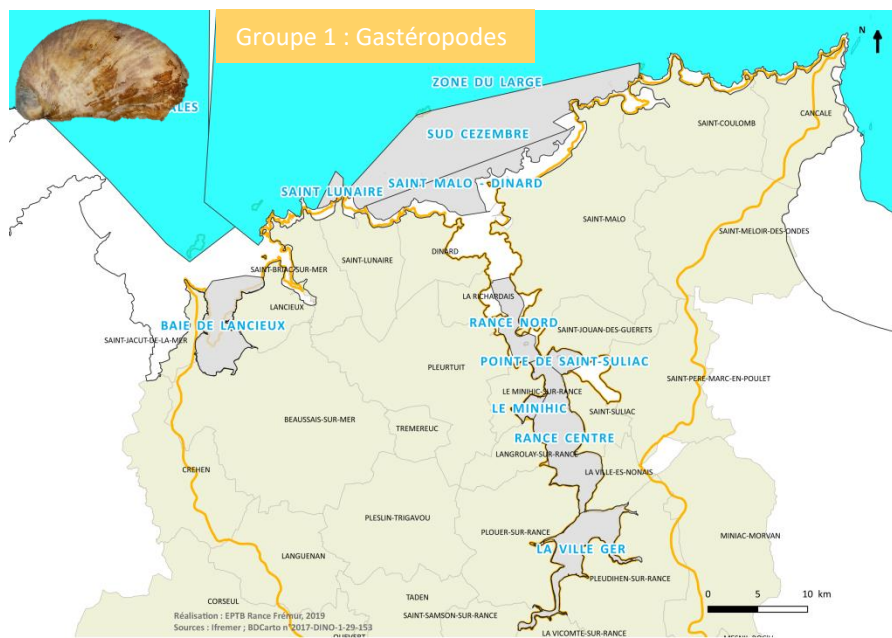 Groupe 1 : Gastéropodes
N
ALES
ZONE DU LARGE
SUD CEZEMBRE
SAINT-COULOMB
CANCALE
SAINT LUNAIRE
SAINT MALO - DINARD
SAINT-MALO
SAINT-MELOIR-DES-ONDES
DINARD
SAINT-LUNAIRE
SAINT-BRIAC-SUR-MER
LA RICHARDAIS
LANCIEUX
BAIE DE LANCIEUX
RANCE NORD
SAINT-JOUAN-DES-GUERETS
SAINT-JACUT-DE-LA-MER
POINTE DE SAINT-SULIAC
PLEURTUIT
SAINT-PERE-MARC-EN-POULET
LE MINIHIC-SUR-RANCE
LE MINIHIC
SAINT-SULIAC
BEAUSSAIS-SUR-MER
TREMEREUC
RANCE CENTRE
LANGROLAY-SUR-RANCE
CREHEN
LA VILLE-ES-NONAIS
PLESLIN-TRIGAVOU
PLOUER-SUR-RANCE
MINIAC-MORVAN
LA VILLE GER
LANGUENAN
PLEUDIHEN-SUR-RANCE
TADEN
CORSEUL
0 5 10 km
Réalisation : EPTB Rance Frémur, 2019
SAINT-SAMSON-SUR-RANCE
Sources : Ifremer ; BDCarto n°2017-DINO-1-29-153
LA VICOMTE-SUR-RANCE